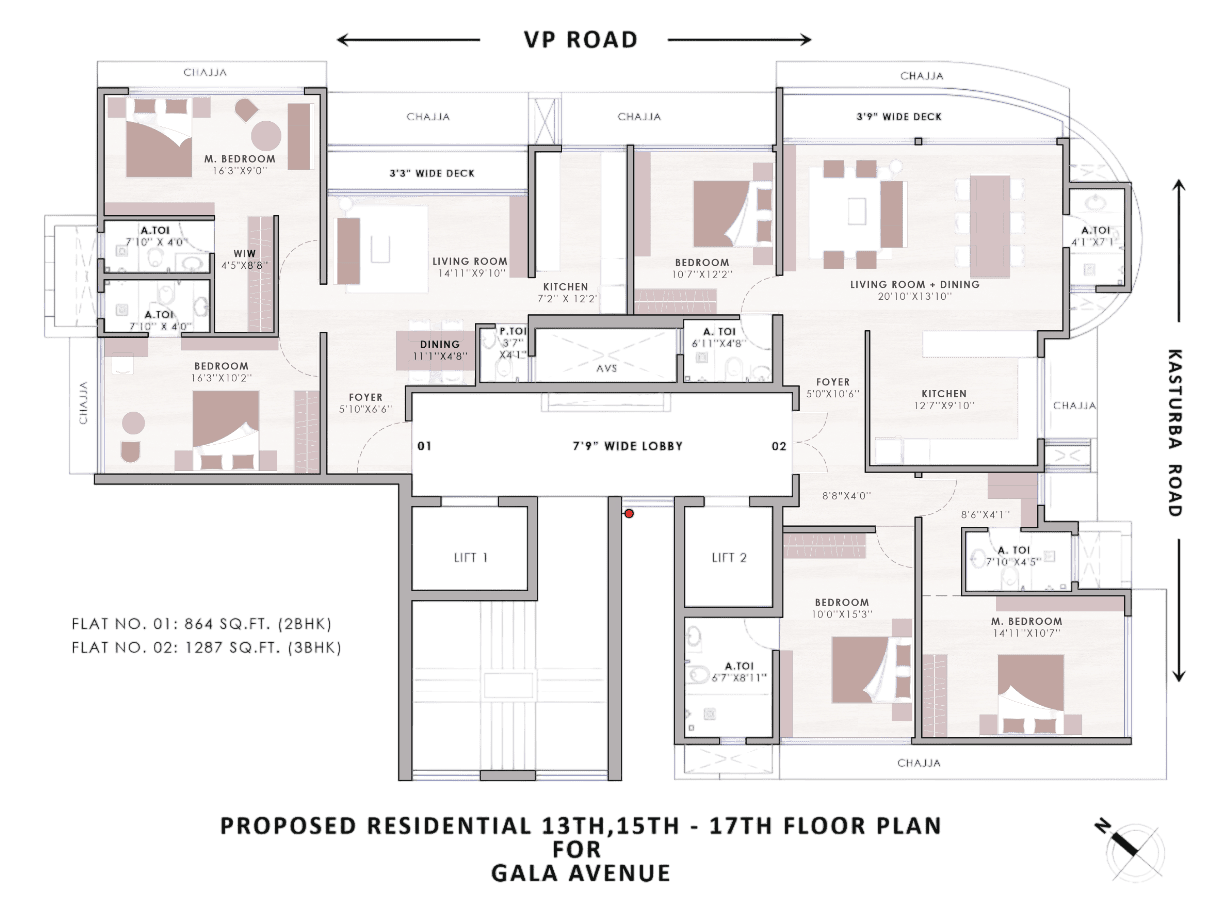 VP ROAD
CHAJJA
CHAJJA
CHAJJA
CHAJJA
3'9" WIDE DECK
3'3" WIDE DECK
M. BEDROOM
16'3"X9'0"
A.TOI
7'10" X 4'0"
WIW
4'5"X8'8"
A.TOI
7'10" X 4'0"
BEDROOM
16'3"X10'2"
CHAJJA
LIVING ROOM
14'11"X9'10"
KITCHEN
7'2" X 12'2'
DINING
11'1"X4'8"
P.TOI
3'7"
X4'1"
FOYER
5'10"X6'6"
AVS
BEDROOM
10'7"X12'2"
A. TOI
6'11"X4'8"
LIVING ROOM + DINING
20'10'X13'10"
A.TOI
4'1"X7'1"
FOYER
5'0"X10'6"
KITCHEN
12'7"X9'10"
CHAJJA
KASTURBA ROAD
01
7'9" WIDE LOBBY
02
8'8"X4'0"
8'6"X4'1"
LIFT 1
LIFT 2
A. TOI
7'10"X4'5"
BEDROOM
10'0"X15'3"
M. BEDROOM
14'11"X10'7"
A.TOI
6'7"X8'11"
CHAJJA
FLAT NO. 01: 864 SQ.FT. (2BHK)
FLAT NO. 02: 1287 SQ.FT. (3BHK)
PROPOSED RESIDENTIAL 13TH,15TH - 17TH FLOOR PLAN
FOR
GALA AVENUE
N